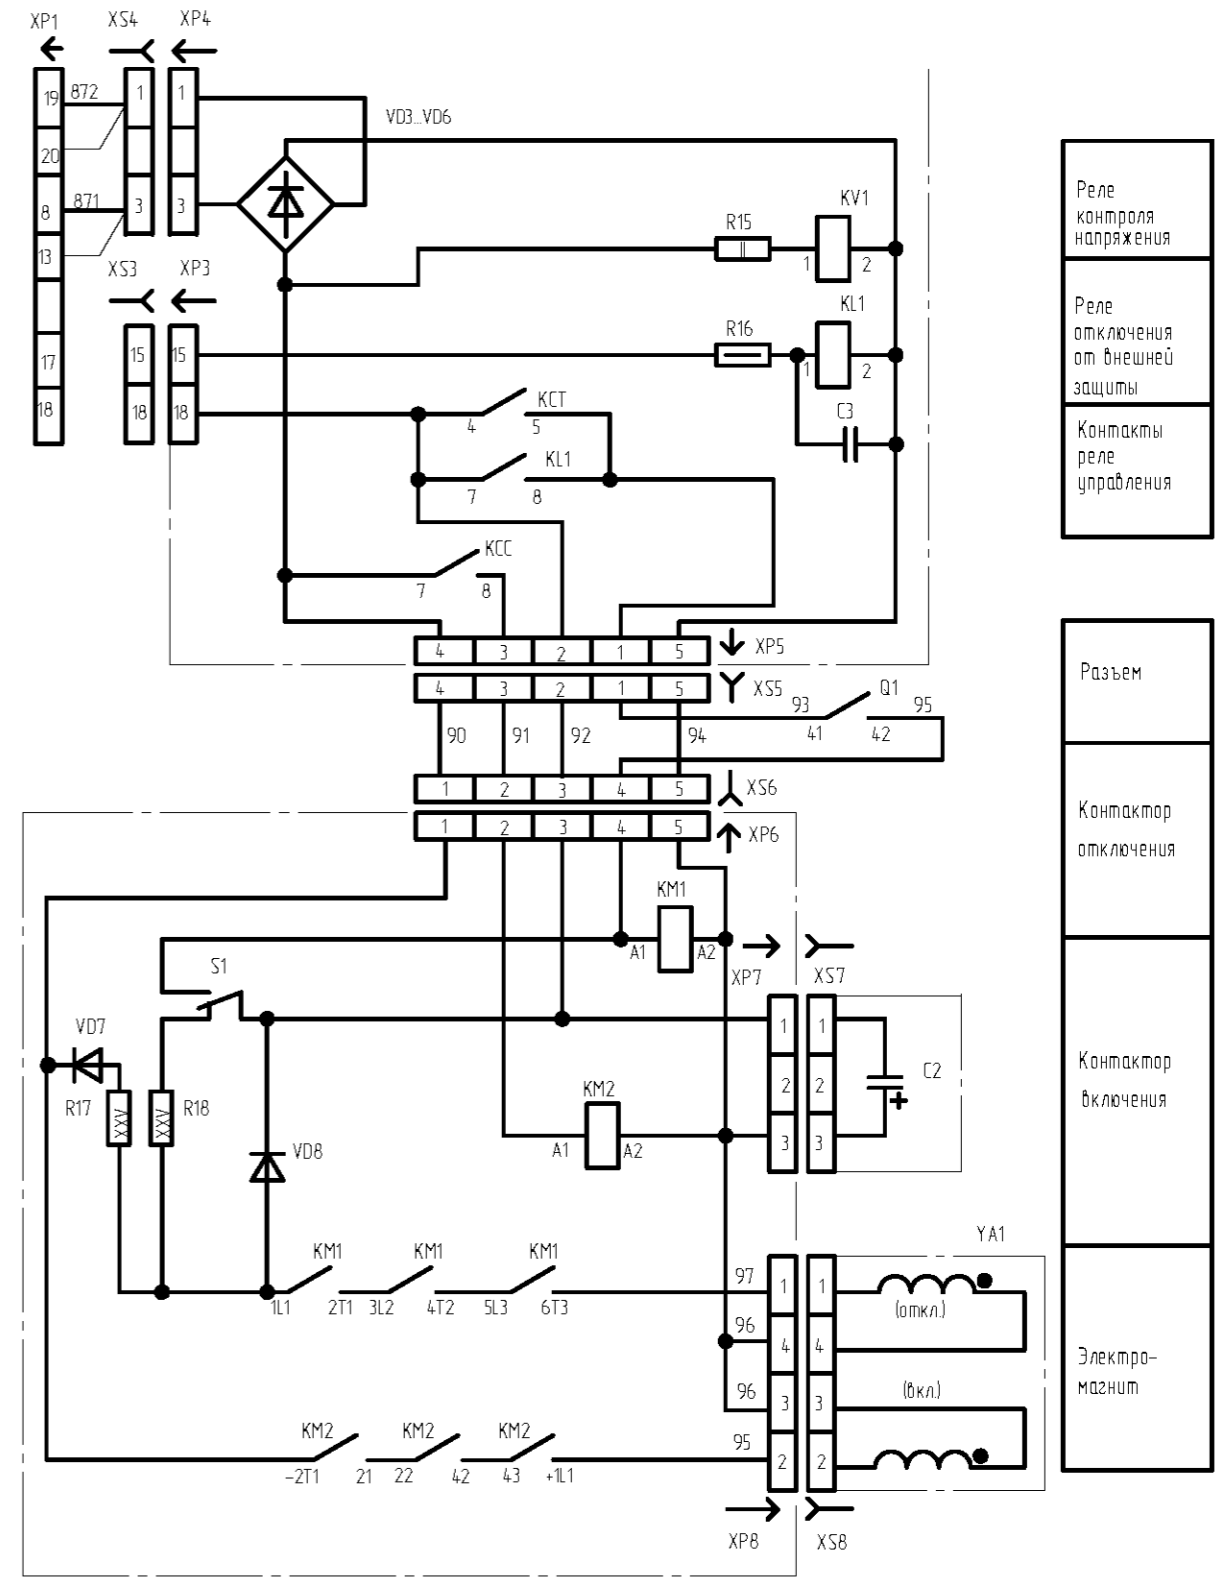 XP1
XS4
XP4
19
872
1
1
VD3...VD6
20
8
871
3
3
13
XS3
XP3
17
18
15
15
18
18
R15
KV1
1
2
R16
KL1
1
2
C3
KCT
4
5
KL1
7
8
KCC
7
8
4
3
2
1
5
XP5
4
3
2
1
5
XS5
90
91
92
94
93
Q1
95
41
42
1
2
3
4
5
XS6
1
2
3
4
5
XP6
KM1
A1
A2
XP7
XS7
S1
VD7
R17
XXV
XXV
R18
VD8
KM2
A1
A2
1
1
2
2
3
3
C2
+
KM1
KM1
KM1
1L1
2T1
3L2
4T2
5L3
6T3
97
96
96
95
1
1
4
4
3
3
2
2
YA1
(откл.)
(вкл.)
KM2
KM2
KM2
-2T1
21
22
42
43
+1L1
XP8
XS8
Реле
контроля
напряжения
Реле
отключения
от внешней
защиты
Контакты
реле
управления
Разъем
Контактор
отключения
Контактор
включения
Электро-
магнит